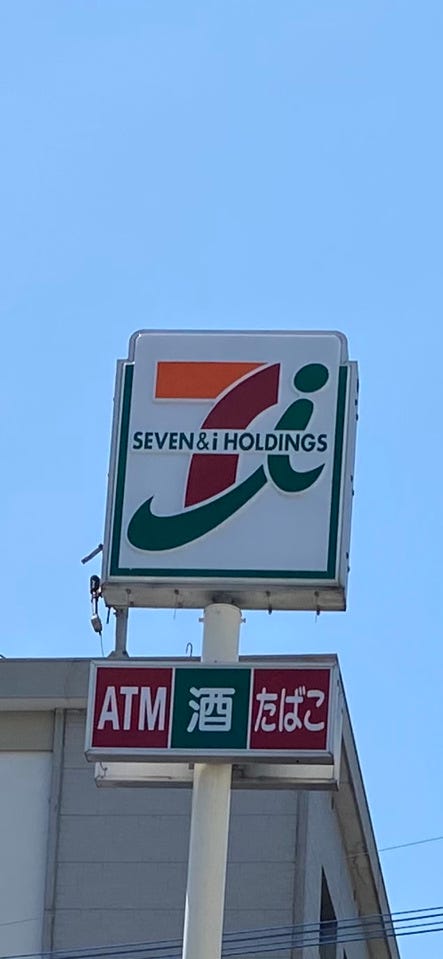 SEVEN & i HOLDINGS
ATM 酒 たばこ